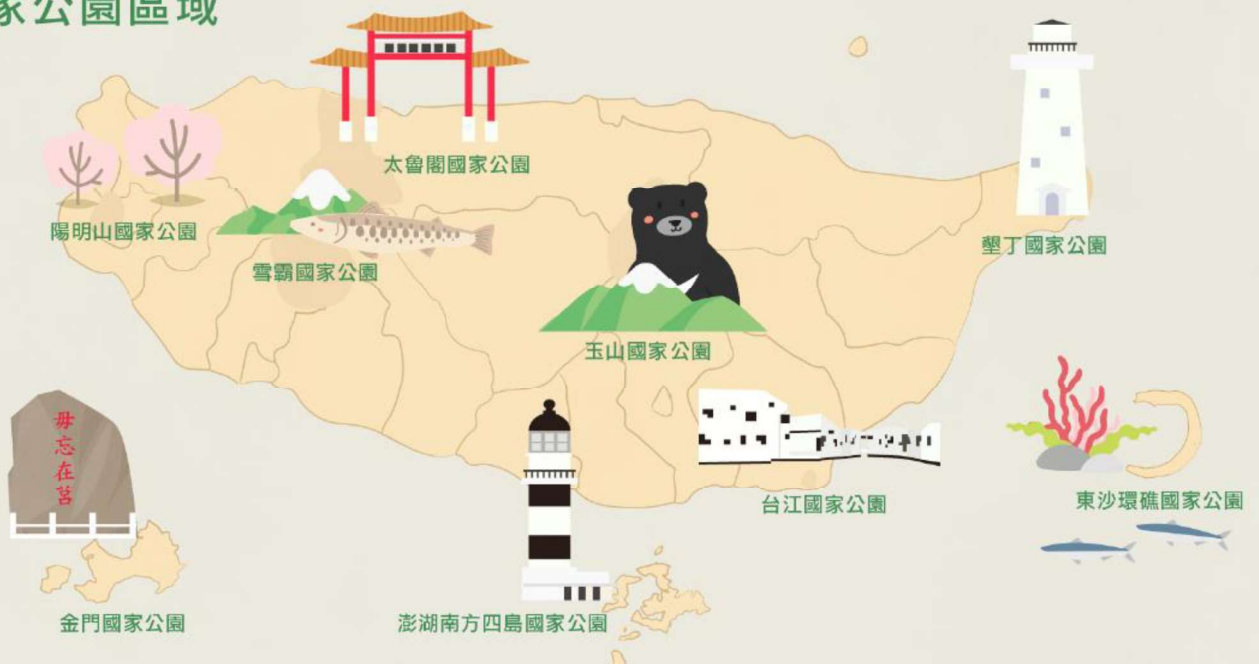 家公園區域
太魯閣國家公園
陽明山國家公園
墾丁國家公園
雪霸國家公園
玉山國家公園
毋忘在莒
台江國家公園
東沙環礁國家公園
金門國家公園
澎湖南方四島國家公園